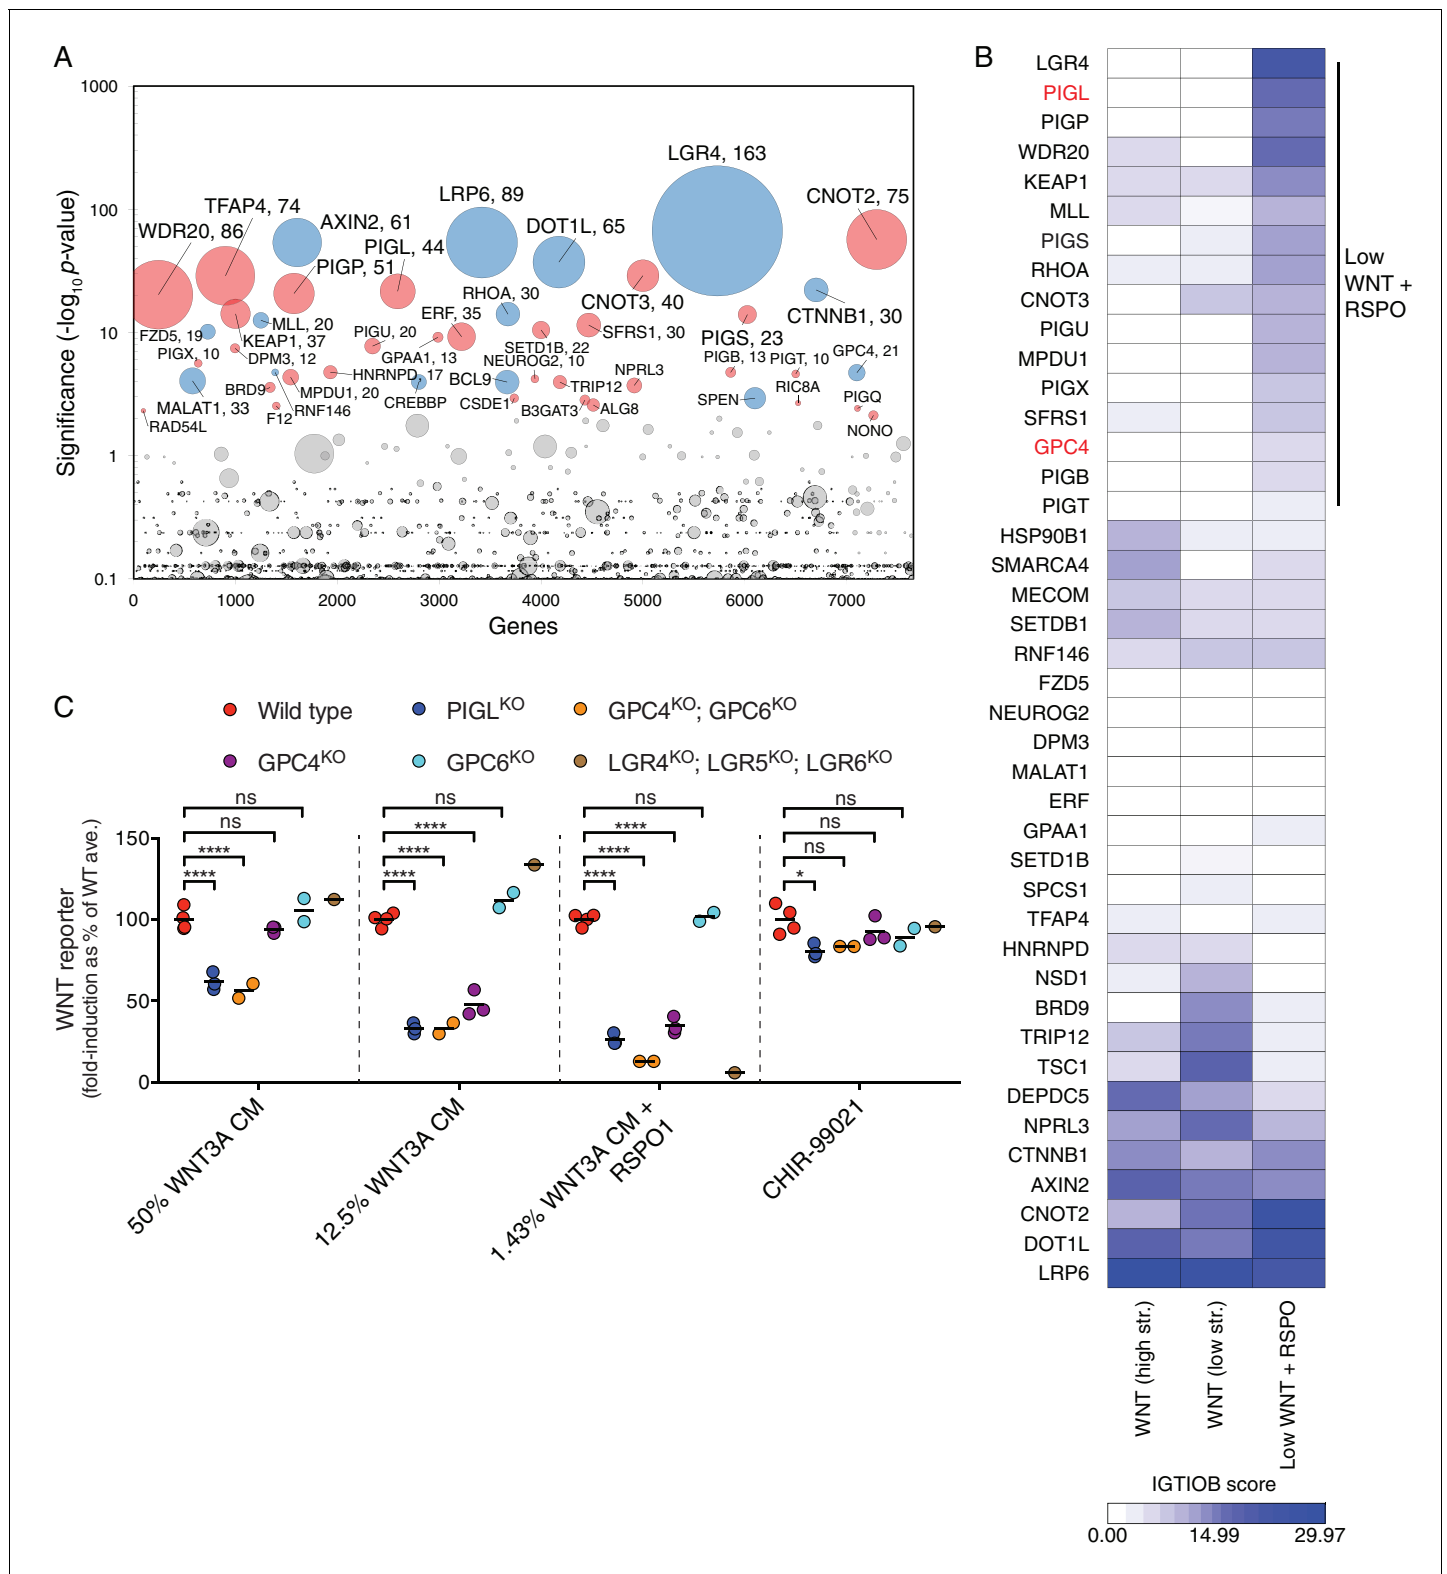 A
1000
100
10
1
0.1
Significance (-log10 p-value)
0
1000
2000
3000
4000
5000
6000
7000
Genes
LGR4, 163
LRP6, 89
CNOT2, 75
TFAP4, 74
AXIN2, 61
DOT1L, 65
WDR20, 86
PIGL, 44
PIGP, 51
RHOA, 30
CNOT3, 40
CTNNB1, 30
ERF, 35
MLL, 20
FZD5, 19
KEAP1, 37
PIGU, 20
SFRS1, 30
PIGS, 23
PIGX, 10
DPM3, 12
GPAA1, 13
SETD1B, 22
NEUROG2, 10
PIGB, 13
PIGT, 10
GPC4, 21
HNRNPD, 17
BCL9
TRIP12
NPRL3
RIC8A
BRD9
MPDU1, 20
CREBBP
CSDE1
B3GAT3
ALG8
SPEN
PIGQ
MALAT1, 33
F12
RNF146
NONO
RAD54L
B
LGR4
PIGL
PIGP
WDR20
KEAP1
MLL
PIGS
RHOA
CNOT3
PIGU
MPDU1
PIGX
SFRS1
GPC4
PIGB
PIGT
HSP90B1
SMARCA4
MECOM
SETDB1
RNF146
FZD5
NEUROG2
DPM3
MALAT1
ERF
GPAA1
SETD1B
SPCS1
TFAP4
HNRNPD
NSD1
BRD9
TRIP12
TSC1
DEPDC5
NPRL3
CTNNB1
AXIN2
CNOT2
DOT1L
LRP6
Low
WNT +
RSPO
WNT (high str.)
WNT (low str.)
Low WNT + RSPO
IGTIOB score
0.00 14.99 29.97
C
Wild type
PIGLKO
GPC4KO; GPC6KO
GPC4KO
GPC6KO
LGR4KO; LGR5KO; LGR6KO
WNT reporter
(fold-induction as % of WT ave.)
150
100
50
0
ns
ns
****
****
ns
****
****
****
ns
****
****
****
ns
ns
ns
*
50% WNT3A CM
12.5% WNT3A CM
1.43% WNT3A CM +
RSPO1
CHIR-99021